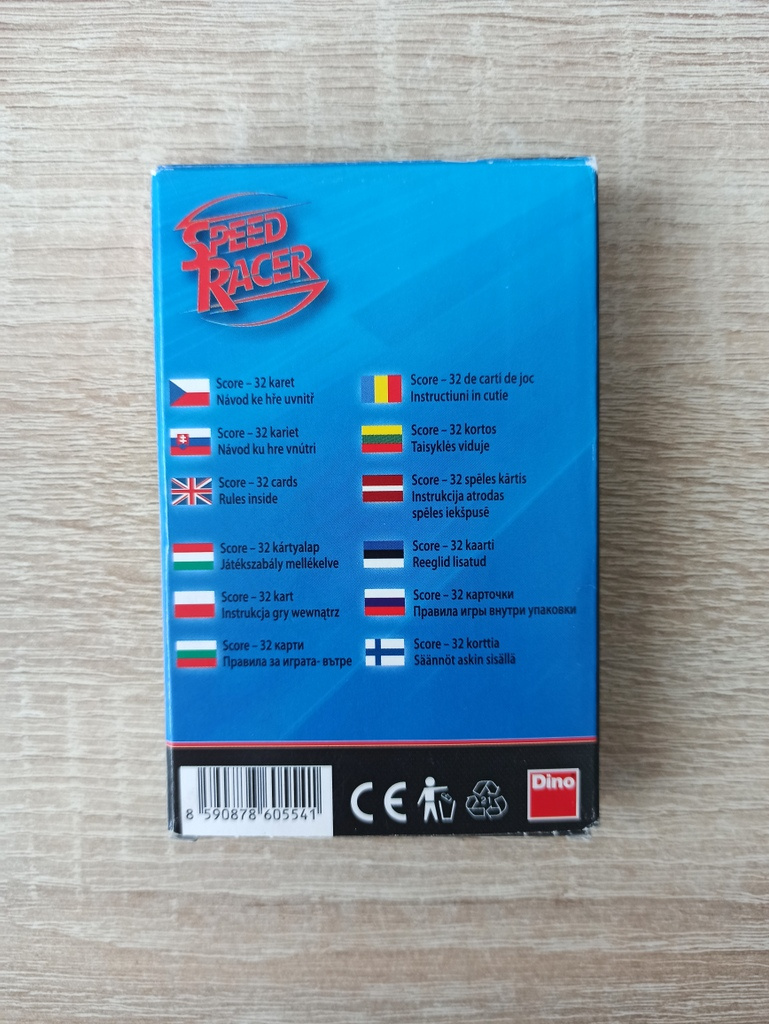 SPEED
RACER
Score – 32 karet
Návod ke hře uvnitř
Score – 32 kariet
Návod ku hre vnútri
Score – 32 cards
Rules inside
Score – 32 kártyalap
Játékszabály mellékelve
Score – 32 kart
Instrukcja gry wewnątrz
Score – 32 карти
Правила за играта- вътре
Score – 32 de carti de joc
Instructiuni in cutie
Score – 32 kortos
Taisyklės viduje
Score – 32 spēles kārtis
Instrukcija atrodas
spēles iekšpusē
Score – 32 kaarti
Reeglid lisatud
Score – 32 карточки
Правила игры внутри упаковки
Score – 32 korttia
Säännöt askin sisällä
8 590878 605541
CE
21
Dino